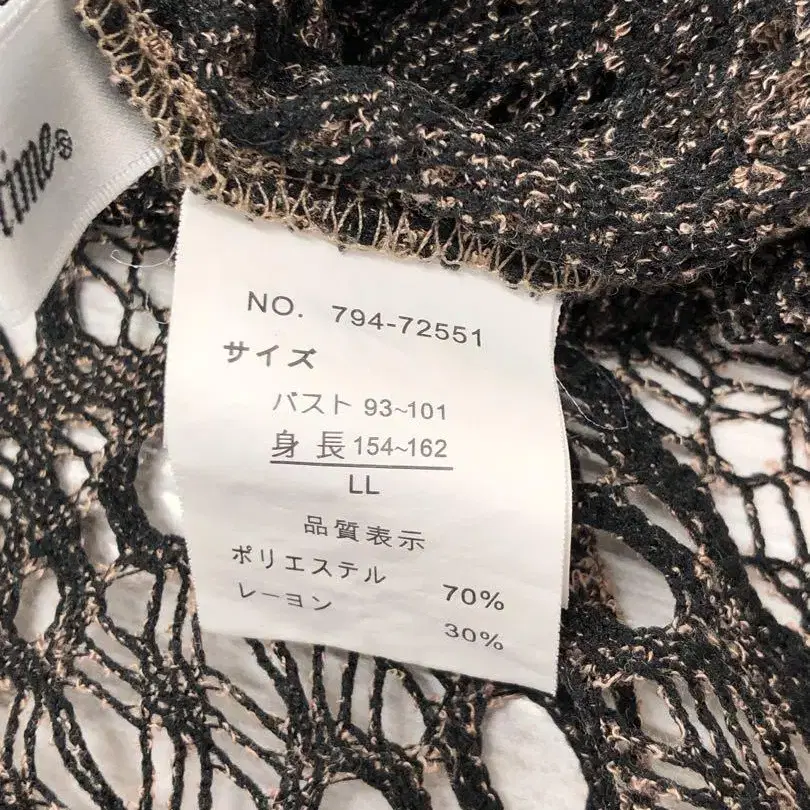 time®
NO. 794-72551
サイズ
バスト 93~101
身長 154~162
LL
品質表示
ポリエステル 70%
レーヨン 30%